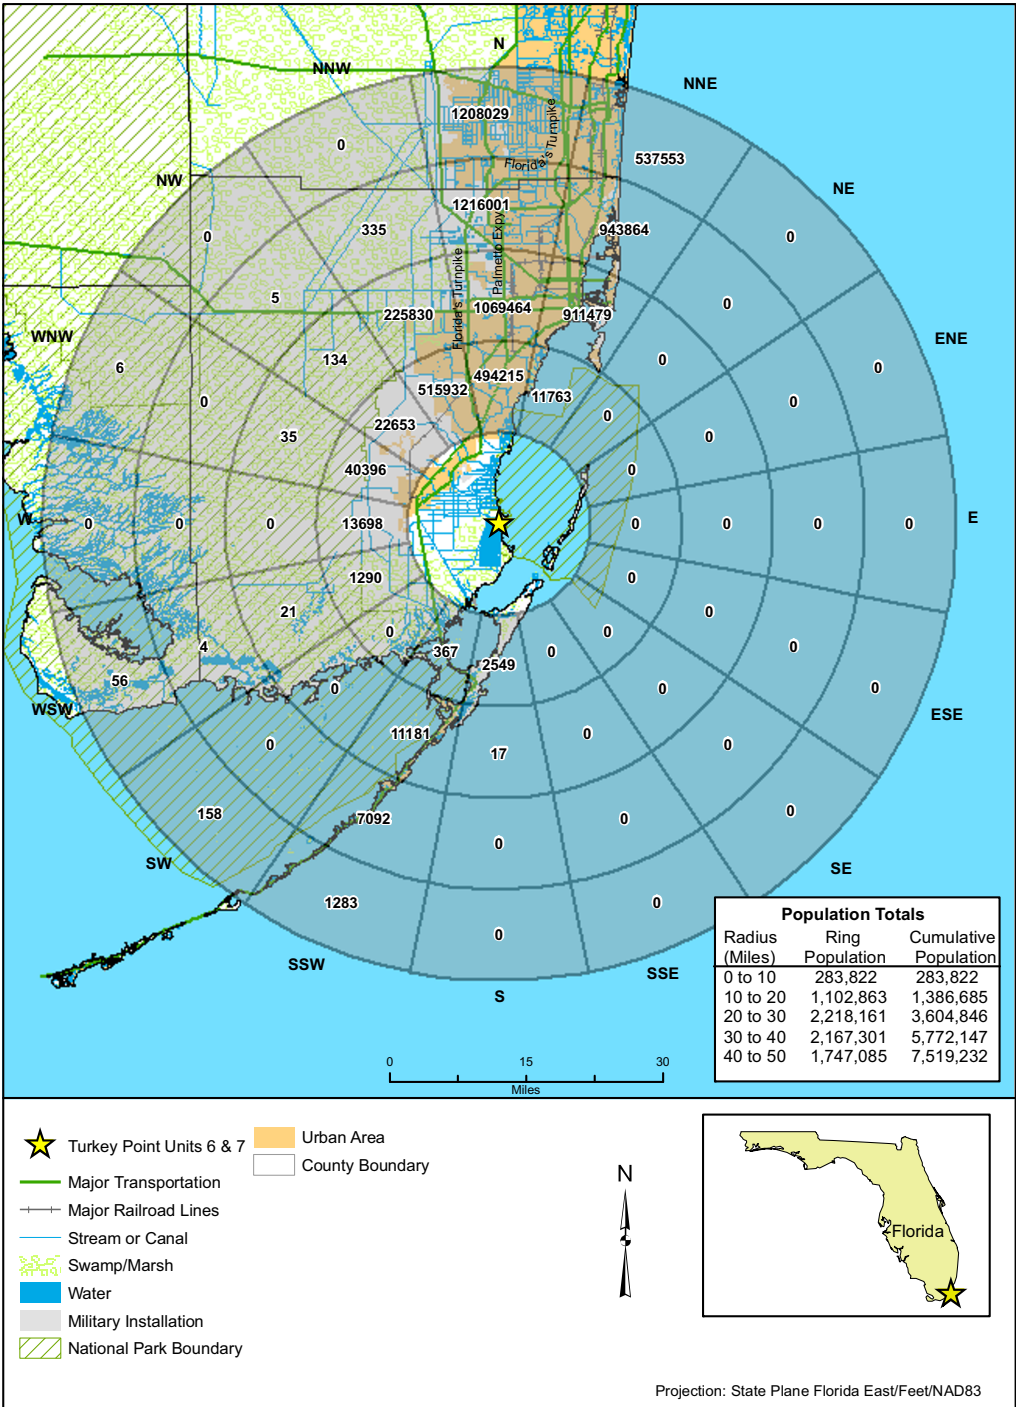 N
NNW
NNE
1208029
0
Florida's Turnpike
537553
NW
NE
1216001
335
943864
0
0
Palmetto Expy
Florida's Turnpike
5
0
225830
1069464
911479
WNW
ENE
134
0
6
0
494215
515932
11763
0
0
0
22653
35
0
40396
0
W
0
0
0
13698
0
0
0
0
E
1290
0
21
0
0
0
4
367
2549
0
0
56
0
0
0
WSW
ESE
11181
0
0
0
17
158
7092
0
0
0
SW
SE
1283
0
0
SSW
SSE
S
Population Totals
Radius Ring Cumulative
(Miles) Population Population
0 to 10 283,822 283,822
10 to 20 1,102,863 1,386,685
20 to 30 2,218,161 3,604,846
30 to 40 2,167,301 5,772,147
40 to 50 1,747,085 7,519,232
0 15 30
Miles
Turkey Point Units 6 & 7
Urban Area
County Boundary
Major Transportation
Major Railroad Lines
Stream or Canal
Swamp/Marsh
Water
Military Installation
National Park Boundary
N
Florida
Projection: State Plane Florida East/Feet/NAD83